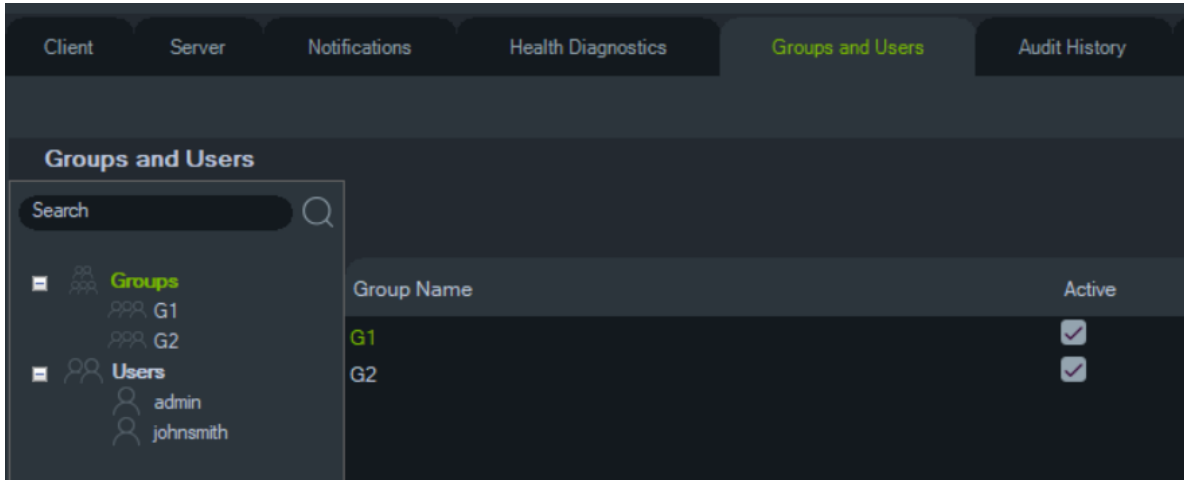 Client Server Notifications Health Diagnostics Groups and Users Audit History
Groups and Users
Search
Groups
G1
G2
Users
admin
johnsmith
Group Name Active
G1
G2